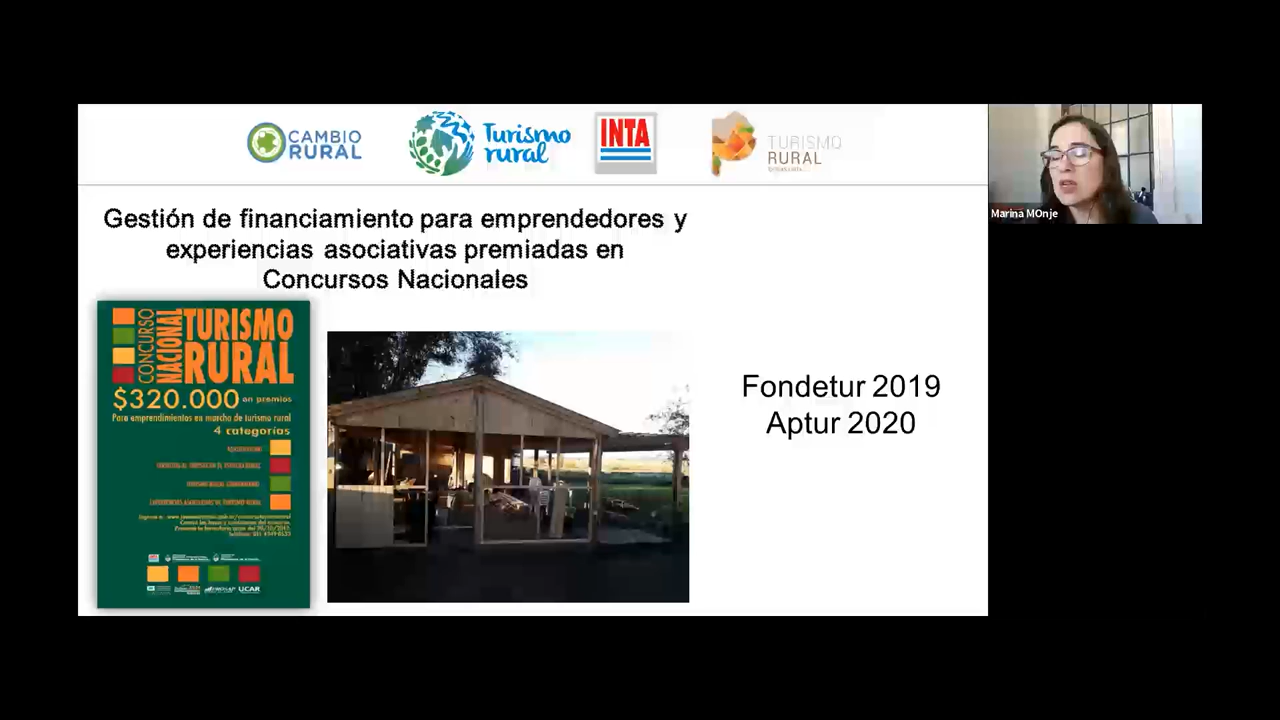 CAMBIO
RURAL
Turismo
rural
INTA
TURISMO
RURAL
Marina MOnje
Gestión de financiamiento para emprendedores y
experiencias asociativas premiadas en
Concursos Nacionales
CONCURSO
NACIONAL
TURISMO
RURAL
$320.000 en premios
Para emprendimientos en marcha de turismo rural
4 categorías
UCAR
Fondetur 2019
Aptur 2020